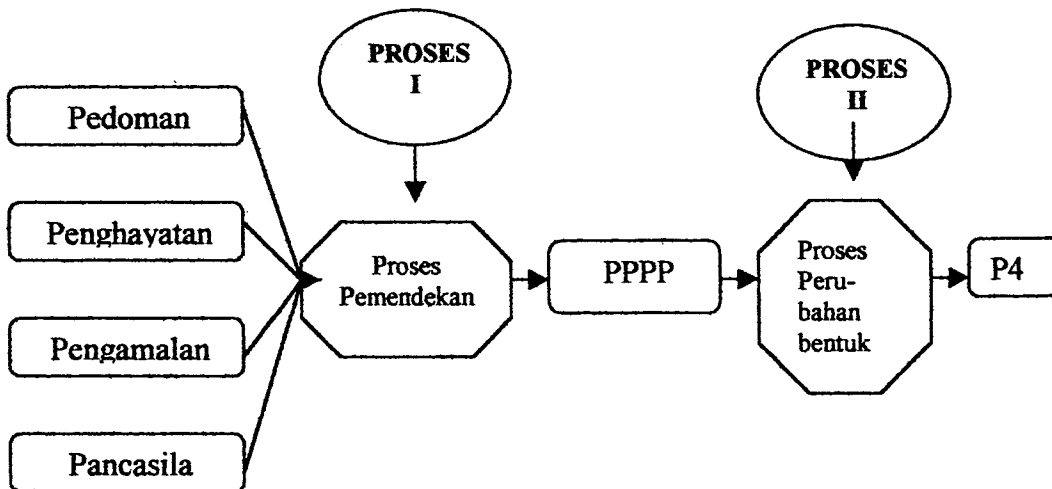 PROSES
I
PROSES
II
Pedoman
Penghayatan
Pengamalan
Pancasila
Proses
Pemendekan
PPPP
Proses
Peru-
bahan
bentuk
P4